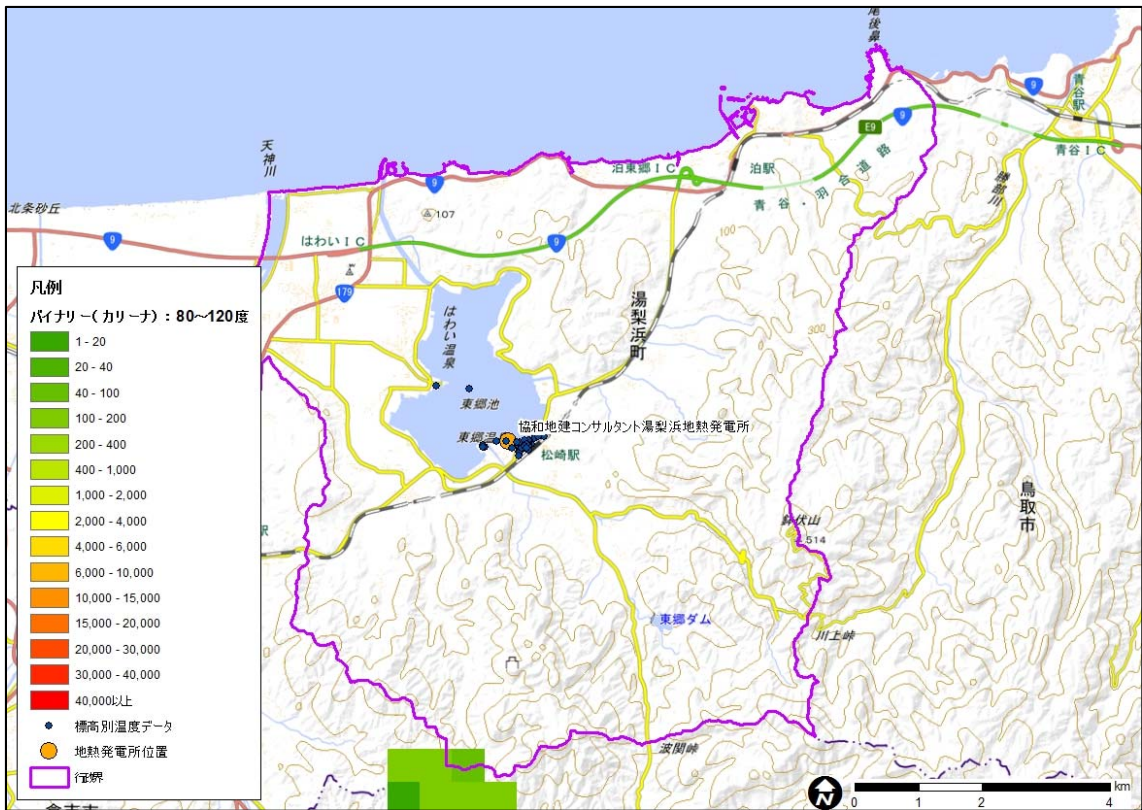 尾後鼻
9
青谷駅
E9
9
青谷IC
天神川
泊東郷IC
泊駅
青谷・羽合道路
勝部川
9
107
北条砂丘
9
はわいIC
9
100
179
湯梨浜町
はわい温泉
300
東郷池
協和地建コンサルタント湯梨浜地熱発電所
東郷温
松崎駅
鳥取市
鉢伏山
514
駅
東郷ダム
川上峠
波関峠
凡例
バイナリー(カリーナ):80~120度
1 - 20
20 - 40
40 - 100
100 - 200
200 - 400
400 - 1,000
1,000 - 2,000
2,000 - 4,000
4,000 - 6,000
6,000 - 10,000
10,000 - 15,000
15,000 - 20,000
20,000 - 30,000
30,000 - 40,000
40,000以上
標高別温度データ
地熱発電所位置
行政界
N
km
0 1 2 4